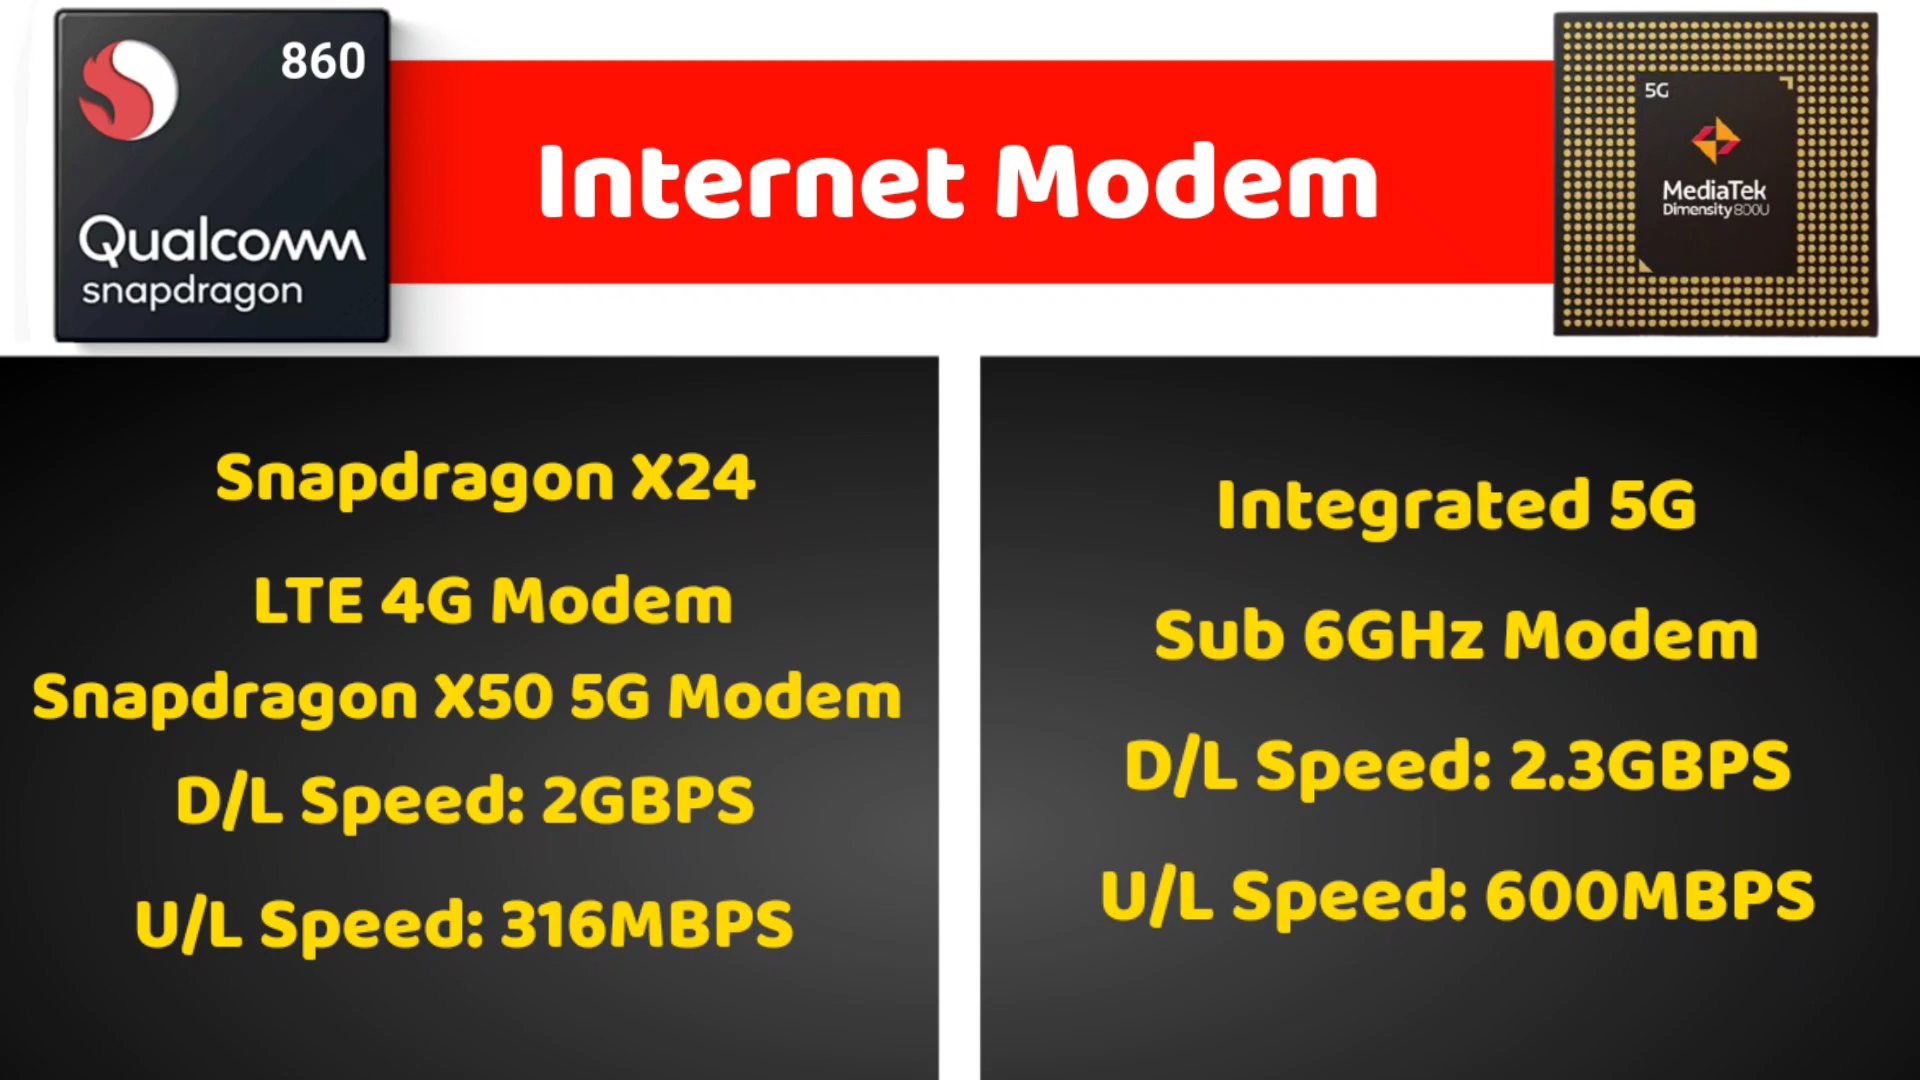 860
Qualcomm
snapdragon
Internet Modem
5G
MediaTek
Dimensity 800U
Snapdragon X24
LTE 4G Modem
Snapdragon X50 5G Modem
D/L Speed: 2GBPS
U/L Speed: 316MBPS
Integrated 5G
Sub 6GHz Modem
D/L Speed: 2.3GBPS
U/L Speed: 600MBPS